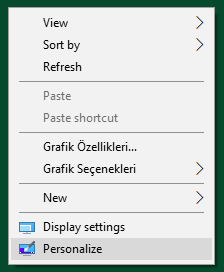 View
Sort by
Refresh
Paste
Paste shortcut
Grafik Özellikleri...
Grafik Seçenekleri
New
Display settings
Personalize